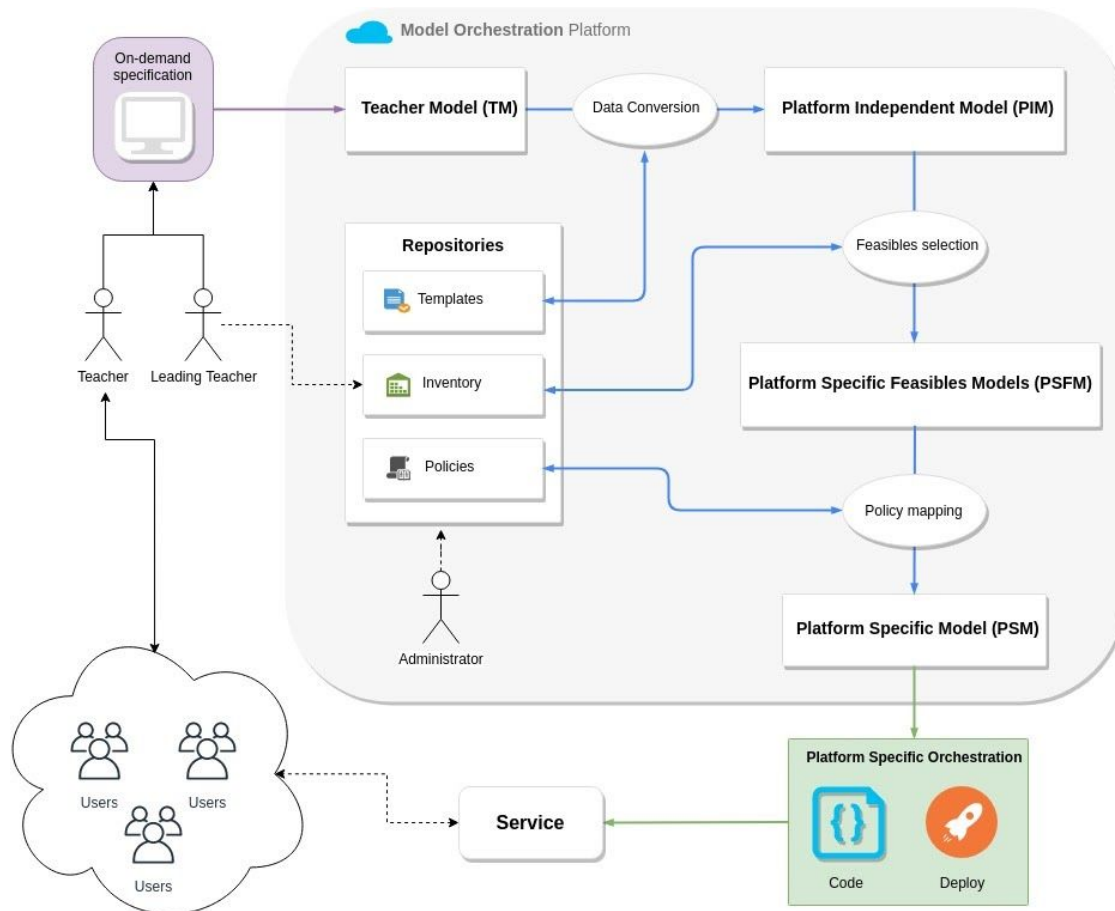 Model Orchestration Platform
On-demand
specification
Teacher Model (TM)
Data Conversion
Platform Independent Model (PIM)
Repositories
Feasibles selection
Templates
Teacher
Leading Teacher
Inventory
Platform Specific Feasibles Models (PSFM)
Policies
Policy mapping
Administrator
Platform Specific Model (PSM)
Platform Specific Orchestration
Users
Users
Users
Service
Code
Deploy